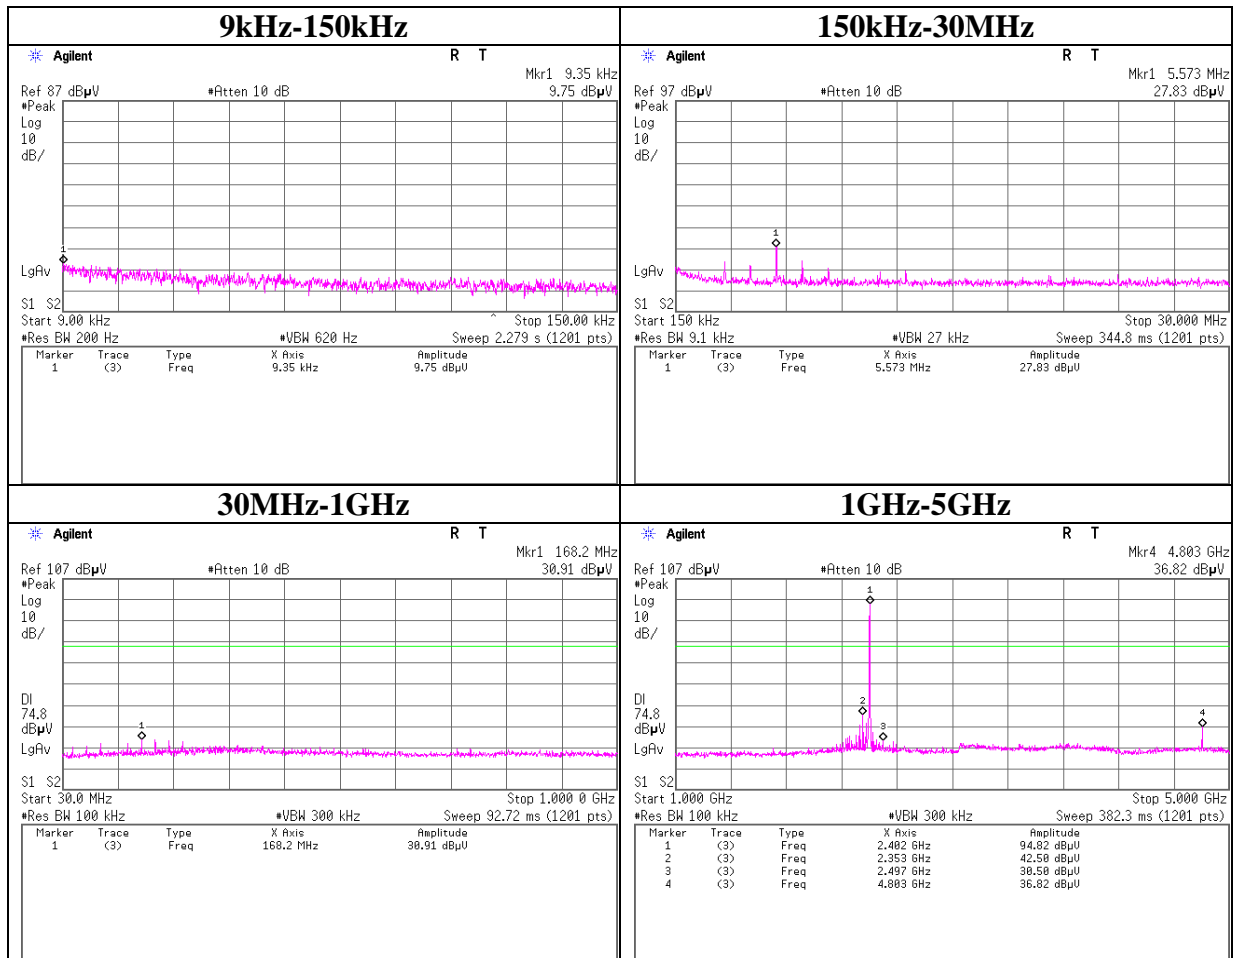 9kHz-150kHz
Agilent R T
Mkr1 9.35 kHz
Ref 87 dBµV #Atten 10 dB 9.75 dBµV
#Peak
Log
10
dB/
1
LgAv
S1 S2
Start 9.00 kHz ^ Stop 150.00 kHz
#Res BW 200 Hz #VBW 620 Hz Sweep 2.279 s (1201 pts)
Marker Trace Type X Axis Amplitude
1 (3) Freq 9.35 kHz 9.75 dBµV
150kHz-30MHz
Agilent R T
Mkr1 5.573 MHz
Ref 97 dBµV #Atten 10 dB 27.83 dBµV
#Peak
Log
10
dB/
1
LgAv
S1 S2
Start 150 kHz Stop 30.000 MHz
#Res BW 9.1 kHz #VBW 27 kHz Sweep 344.8 ms (1201 pts)
Marker Trace Type X Axis Amplitude
1 (3) Freq 5.573 MHz 27.83 dBµV
30MHz-1GHz
Agilent R T
Mkr1 168.2 MHz
Ref 107 dBµV #Atten 10 dB 30.91 dBµV
#Peak
Log
10
dB/
DI
74.8
dBµV
1
LgAv
S1 S2
Start 30.0 MHz Stop 1.000 0 GHz
#Res BW 100 kHz #VBW 300 kHz Sweep 92.72 ms (1201 pts)
Marker Trace Type X Axis Amplitude
1 (3) Freq 168.2 MHz 30.91 dBµV
1GHz-5GHz
Agilent R T
Mkr4 4.803 GHz
Ref 107 dBµV #Atten 10 dB 36.82 dBµV
#Peak
1
Log
10
dB/
DI
2
74.8
4
dBµV
3
LgAv
S1 S2
Start 1.000 GHz Stop 5.000 GHz
#Res BW 100 kHz #VBW 300 kHz Sweep 382.3 ms (1201 pts)
Marker Trace Type X Axis Amplitude
1 (3) Freq 2.402 GHz 94.82 dBµV
2 (3) Freq 2.353 GHz 42.50 dBµV
3 (3) Freq 2.497 GHz 30.50 dBµV
4 (3) Freq 4.803 GHz 36.82 dBµV